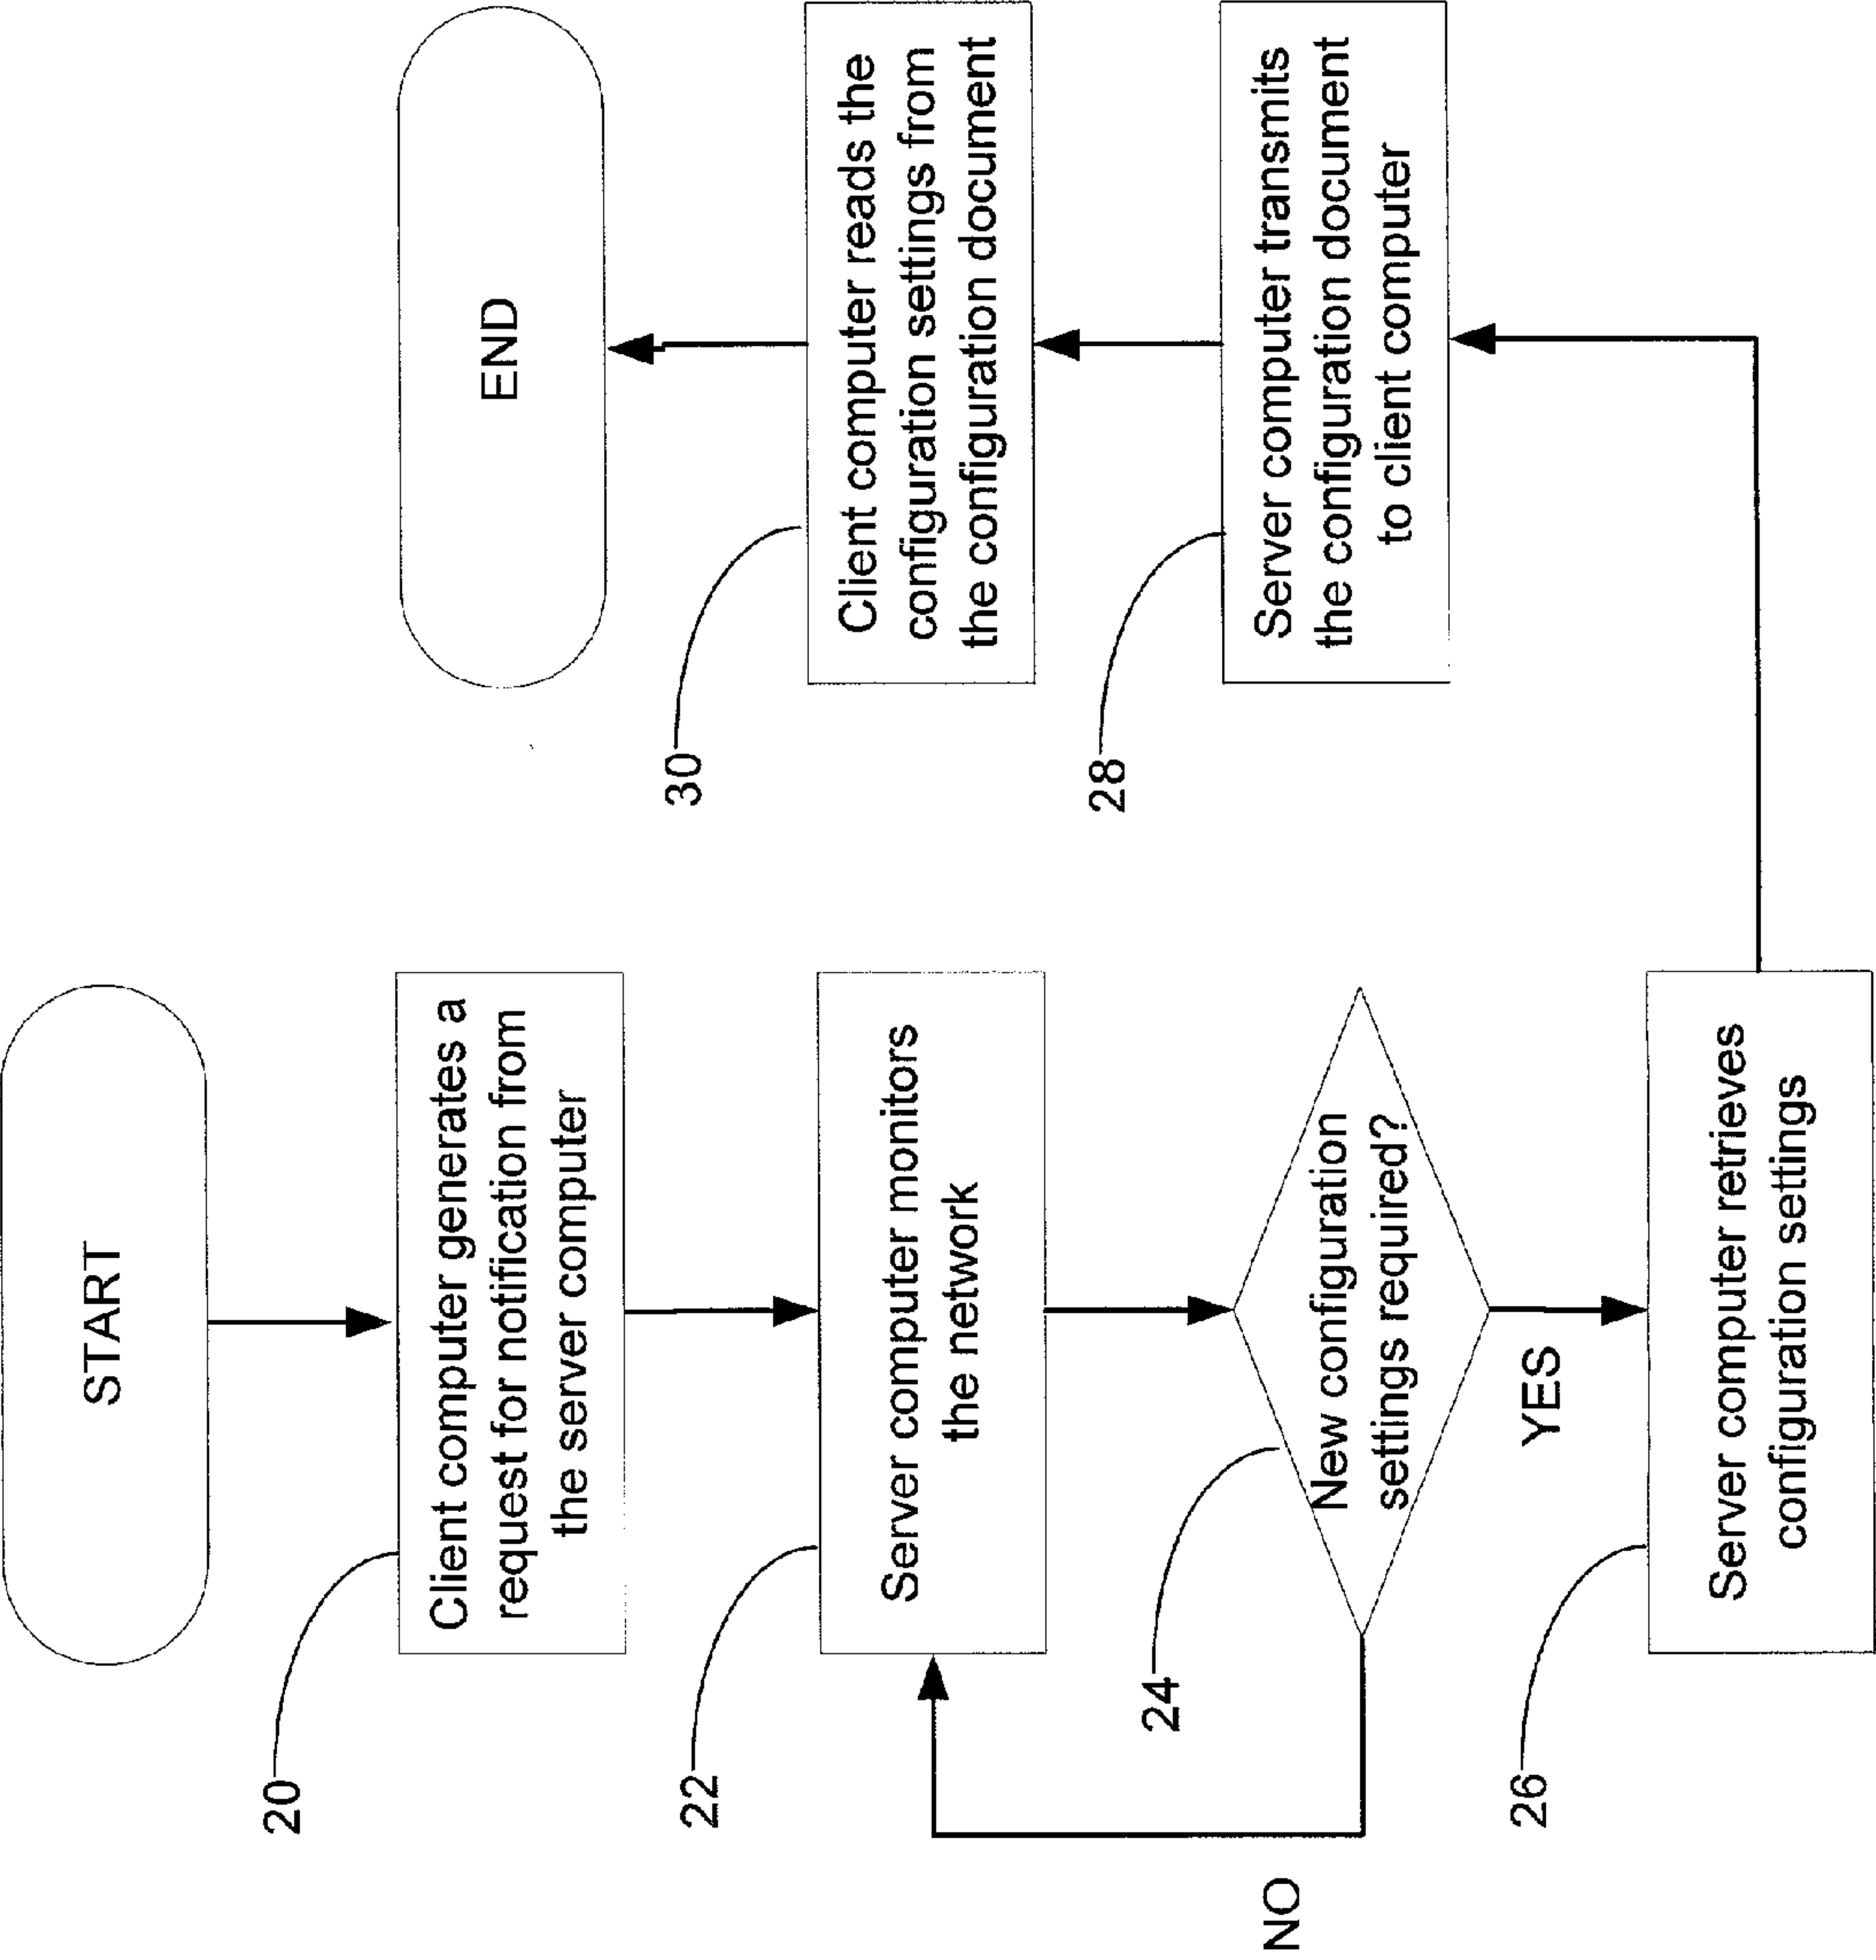 START
20
Client computer generates a
request for notification from
the server computer
22
Server computer monitors
the network
24
New configuration
settings required?
NO
YES
26
Server computer retrieves
configuration settings
28
Server computer transmits
the configuration document
to client computer
30
Client computer reads the
configuration settings from
the configuration document
END